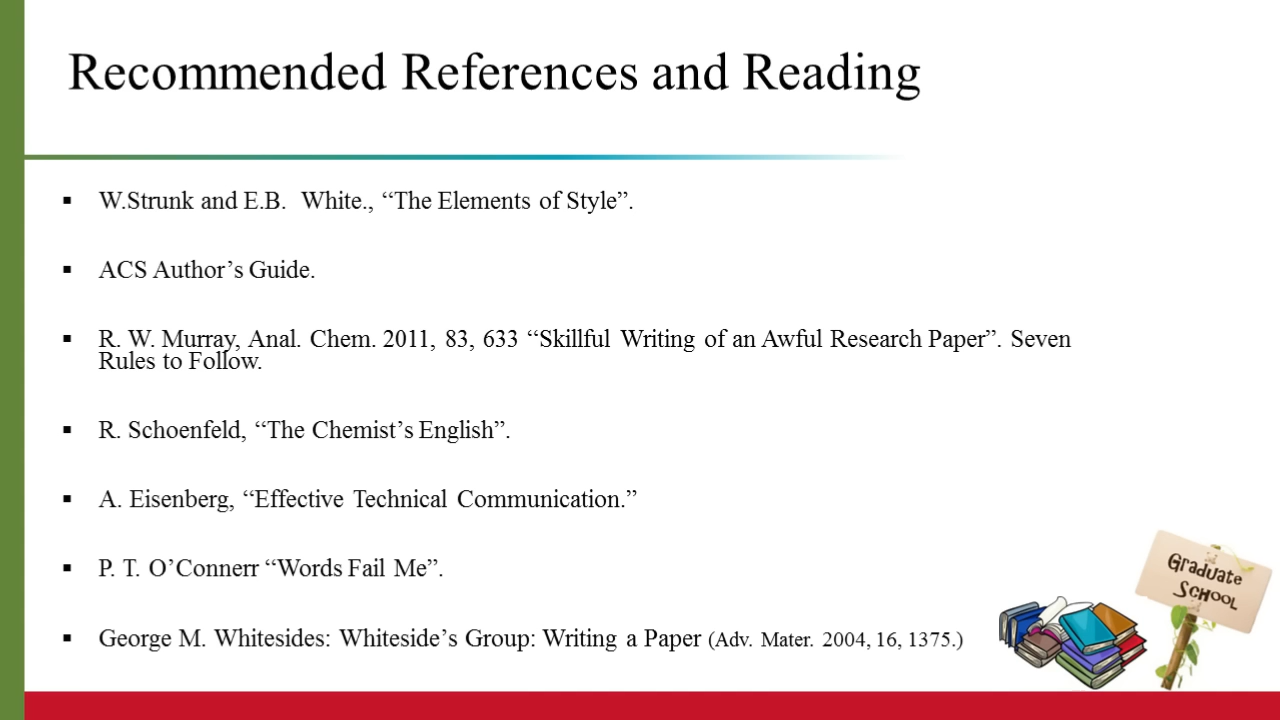 Recommended References and Reading
▪ W.Strunk and E.B. White., “The Elements of Style”.
▪ ACS Author’s Guide.
▪ R. W. Murray, Anal. Chem. 2011, 83, 633 “Skillful Writing of an Awful Research Paper”. Seven
Rules to Follow.
▪ R. Schoenfeld, “The Chemist’s English”.
▪ A. Eisenberg, “Effective Technical Communication.”
▪ P. T. O’Connerr “Words Fail Me”.
▪ George M. Whitesides: Whiteside’s Group: Writing a Paper (Adv. Mater. 2004, 16, 1375.)
Graduate
School